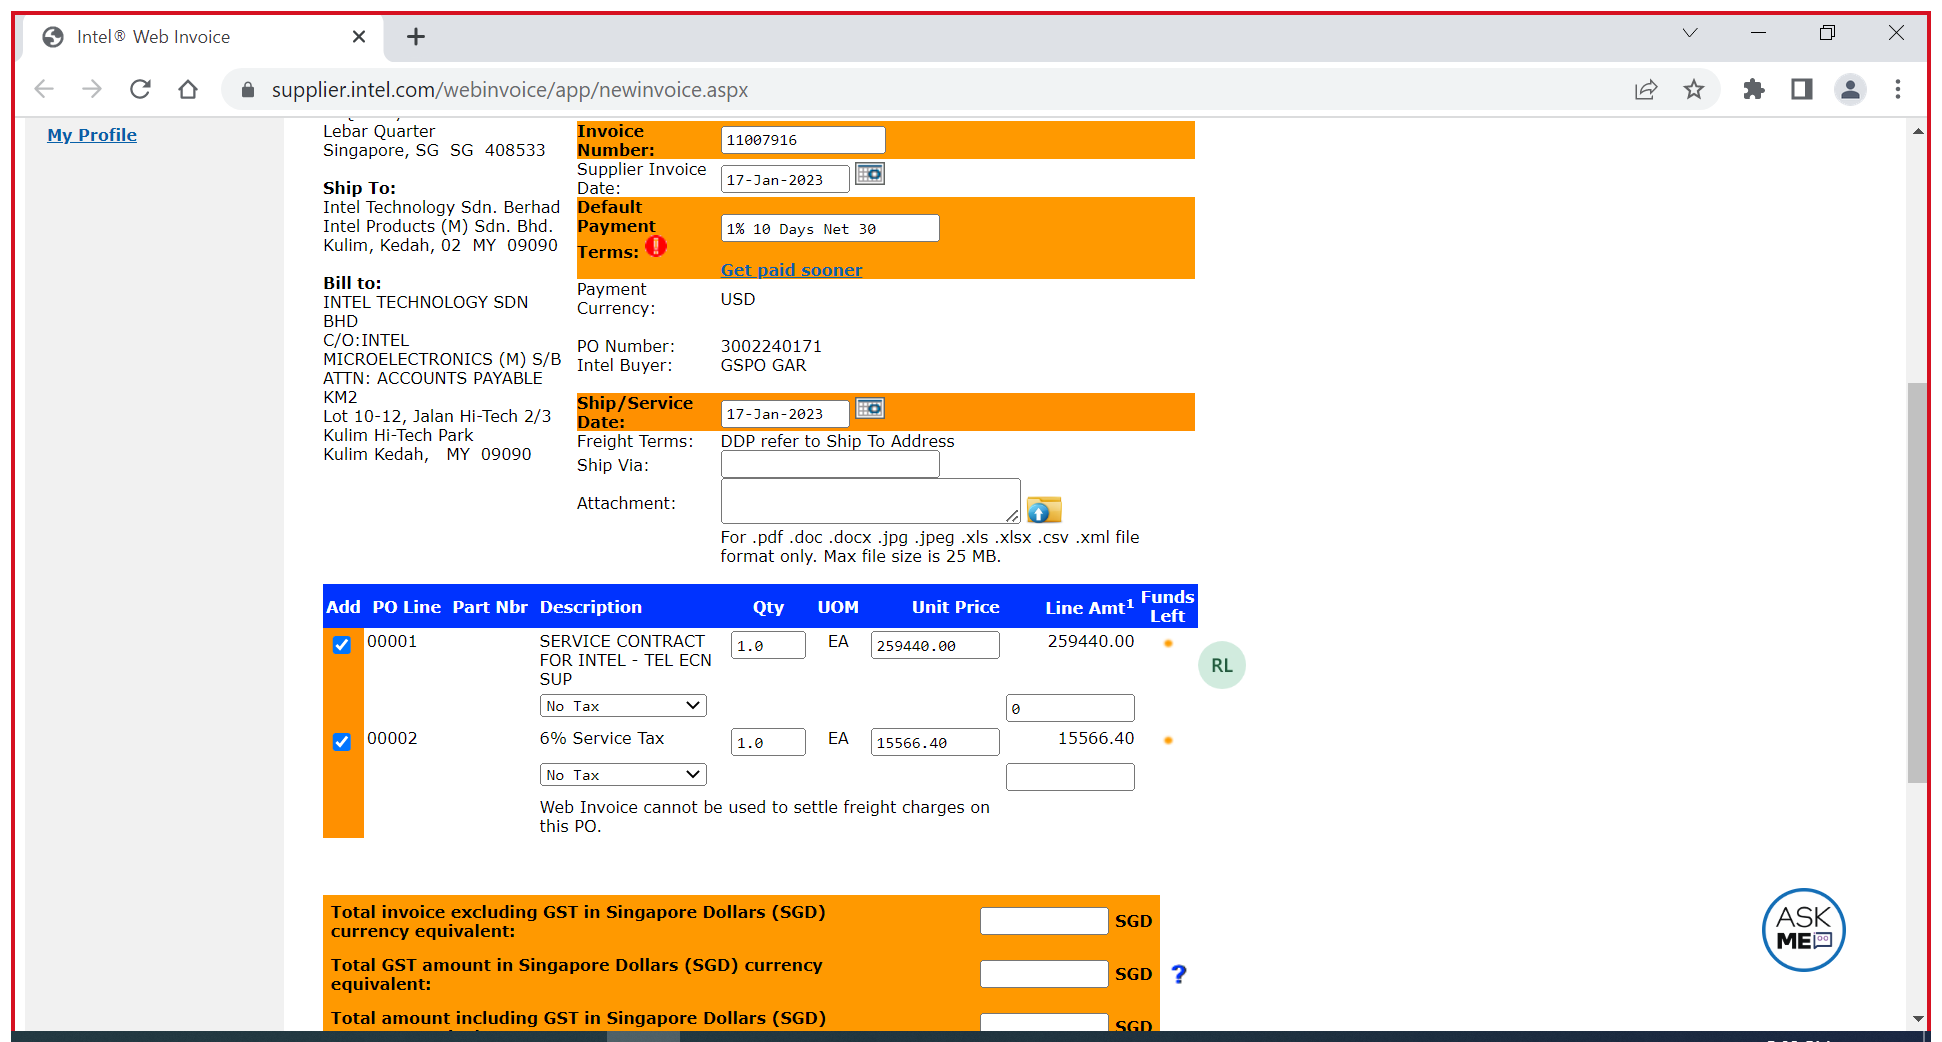 Intel® Web Invoice
supplier.intel.com/webinvoice/app/newinvoice.aspx
My Profile
Lebar Quarter
Singapore, SG SG 408533
Ship To:
Intel Technology Sdn. Berhad
Intel Products (M) Sdn. Bhd.
Kulim, Kedah, 02 MY 09090
Bill to:
INTEL TECHNOLOGY SDN
BHD
C/O:INTEL
MICROELECTRONICS (M) S/B
ATTN: ACCOUNTS PAYABLE
KM2
Lot 10-12, Jalan Hi-Tech 2/3
Kulim Hi-Tech Park
Kulim Kedah, MY 09090
Invoice
Number:
11007916
Supplier Invoice
Date:
17-Jan-2023
Default
Payment
Terms:
1% 10 Days Net 30
Get paid sooner
Payment
Currency:
USD
PO Number: 3002240171
Intel Buyer: GSPO GAR
Ship/Service
Date:
17-Jan-2023
Freight Terms: DDP refer to Ship To Address
Ship Via:
Attachment:
For .pdf .doc .docx .jpg .jpeg .xls .xlsx .csv .xml file
format only. Max file size is 25 MB.
Add PO Line Part Nbr Description Qty UOM Unit Price Line Amt1 Funds
Left
00001 SERVICE CONTRACT 1.0 EA 259440.00 259440.00
FOR INTEL - TEL ECN
SUP
RL
No Tax 0
00002 6% Service Tax 1.0 EA 15566.40 15566.40
No Tax
Web Invoice cannot be used to settle freight charges on
this PO.
Total invoice excluding GST in Singapore Dollars (SGD)
currency equivalent:
SGD
Total GST amount in Singapore Dollars (SGD) currency
equivalent:
SGD ?
Total amount including GST in Singapore Dollars (SGD)
SGD
ASK
ME